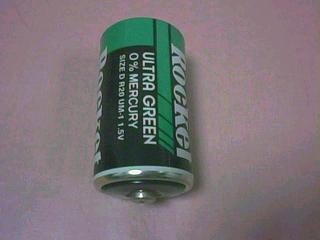 Rocket
ULTRA GREEN
0% MERCURY
SIZE D R20 UM-1 1.5V
Rocket